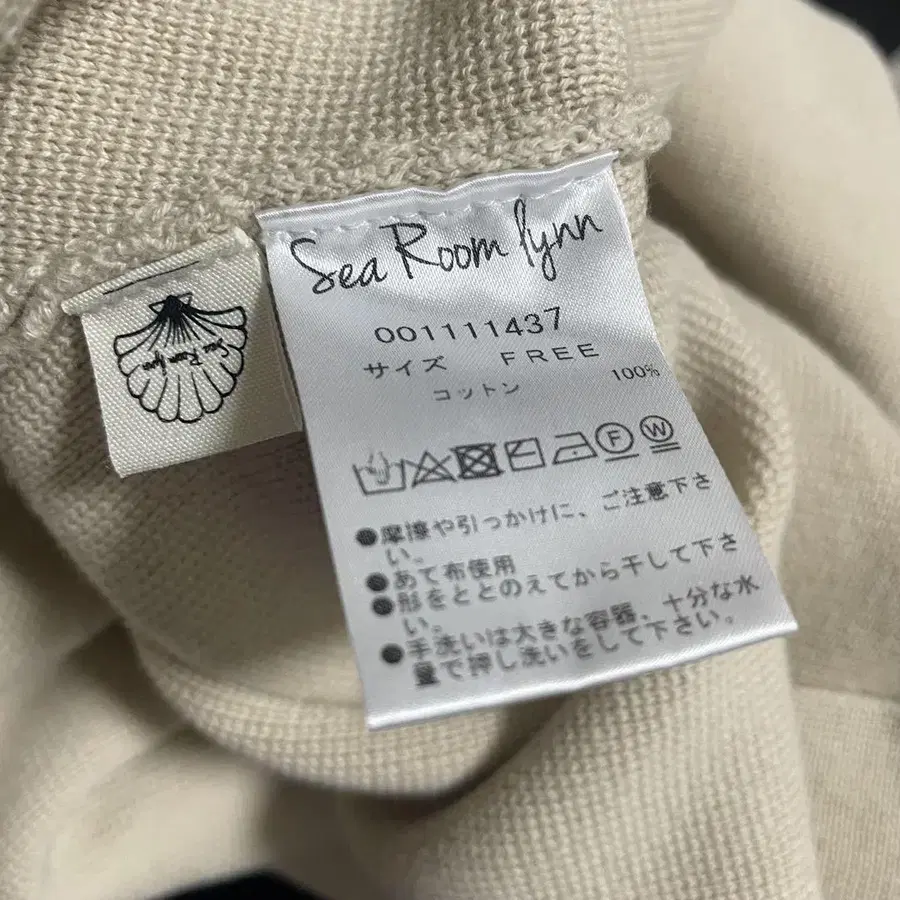 Sea Room lynn
001111437
サイズ FREE
コットン 100%
F W
●摩擦や引っかけに、ご注意下さ
い。
●あて布使用
●形をととのえてから干して下さ
い。
●手洗いは大きな容器、十分な水
量で押し洗いをして下さい。
Sea Room lynn